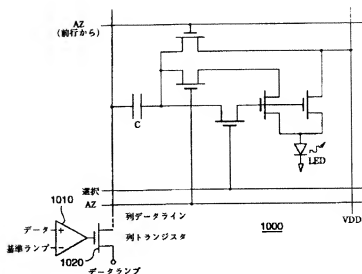 AZ
(前行から)
C
LED
選択
AZ
VDD
1010
列データライン
1000
データ
基準ランプ
1020
列トランジスタ
データランプ